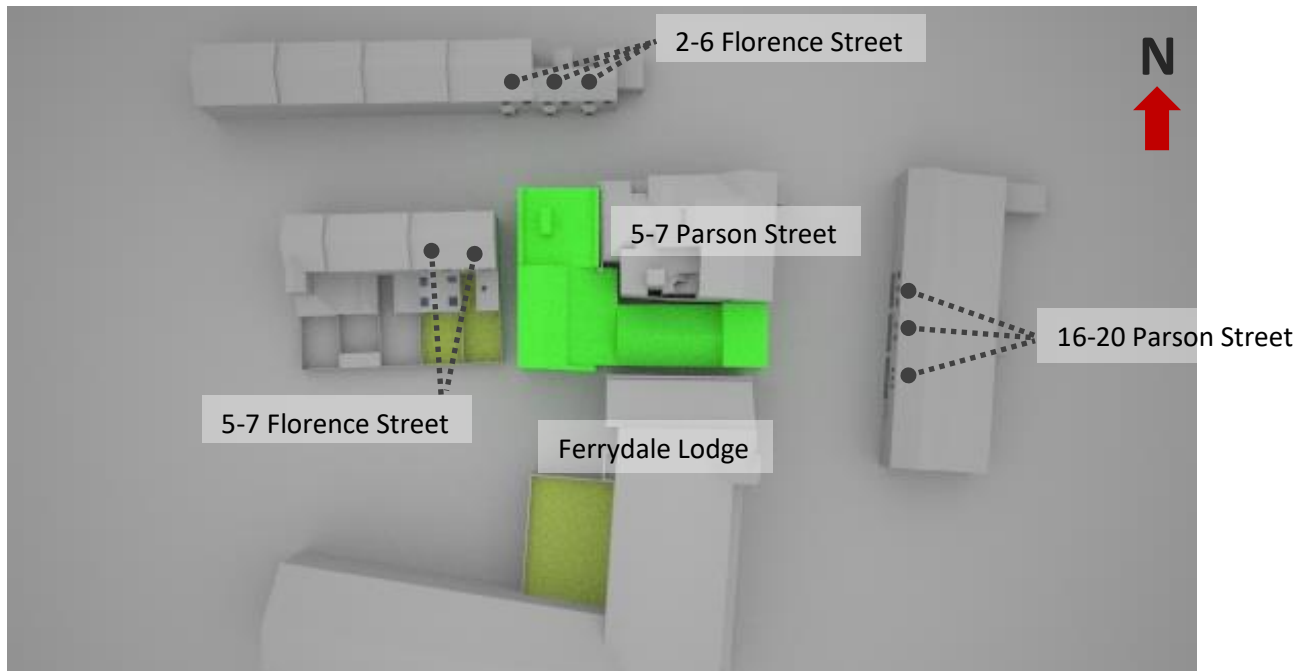 2-6 Florence Street
N
5-7 Parson Street
16-20 Parson Street
5-7 Florence Street
Ferrydale Lodge